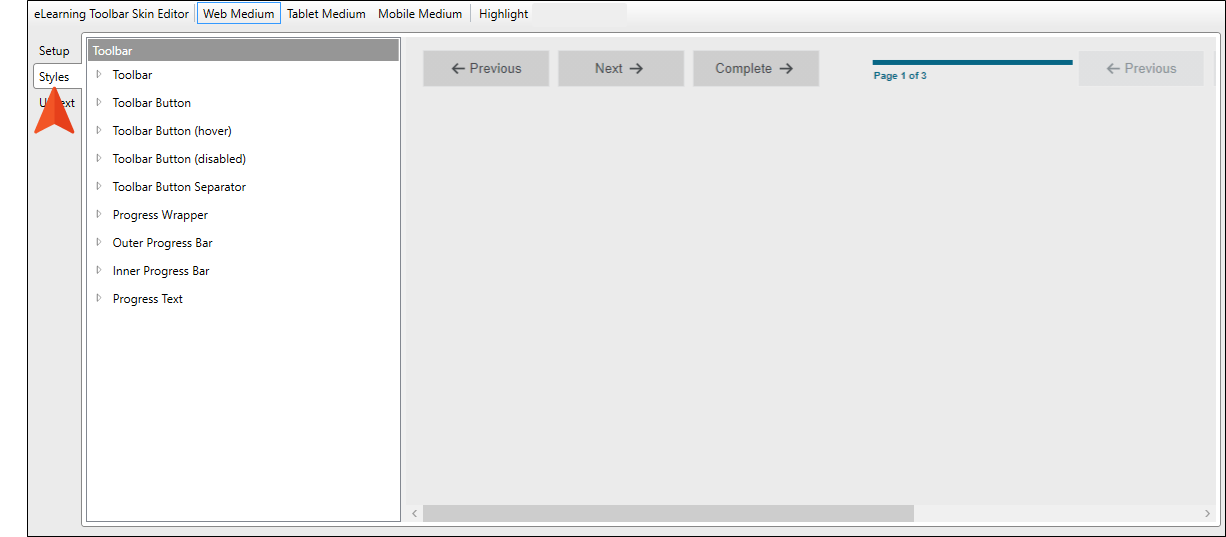 eLearning Toolbar Skin Editor Web Medium Tablet Medium Mobile Medium Highlight
Setup
Styles
Toolbar
Toolbar
Toolbar Button
Toolbar Button (hover)
Toolbar Button (disabled)
Toolbar Button Separator
Progress Wrapper
Outer Progress Bar
Inner Progress Bar
Progress Text
← Previous
Next →
Complete →
Page 1 of 3
← Previous